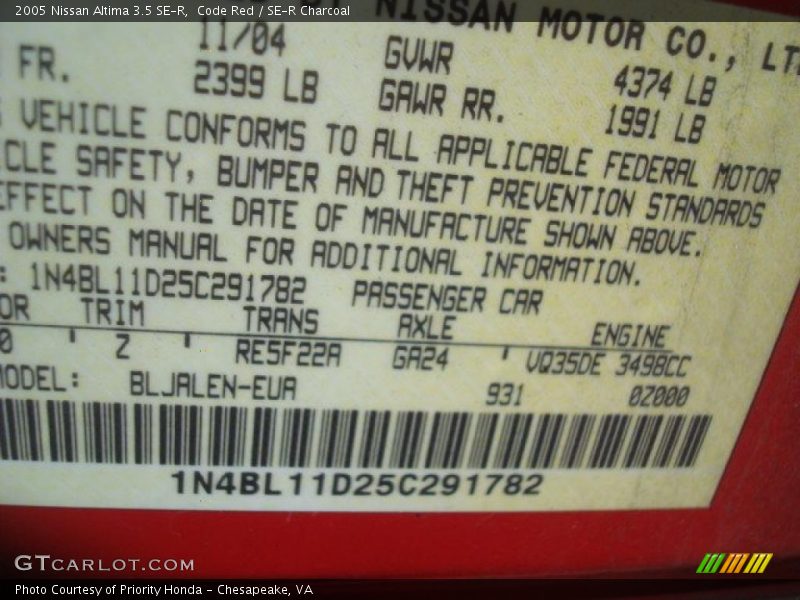 2005 Nissan Altima 3.5 SE-R, Code Red / SE-R Charcoal
NISSAN MOTOR CO., LT
11/04 GVWR 4374 LB
FR. 2399 LB GAWR RR. 1991 LB
VEHICLE CONFORMS TO ALL APPLICABLE FEDERAL MOTOR
CLE SAFETY, BUMPER AND THEFT PREVENTION STANDARDS
EFFECT ON THE DATE OF MANUFACTURE SHOWN ABOVE.
OWNERS MANUAL FOR ADDITIONAL INFORMATION.
: 1N4BL11D25C291782 PASSENGER CAR
OR TRIM TRANS AXLE ENGINE
0 ' Z ' RE5F22A GA24 ' VQ35DE 3498CC
MODEL: BLJALEN-EUA 931 0Z000
1N4BL11D25C291782
GTCARLOT.COM
Photo Courtesy of Priority Honda - Chesapeake, VA